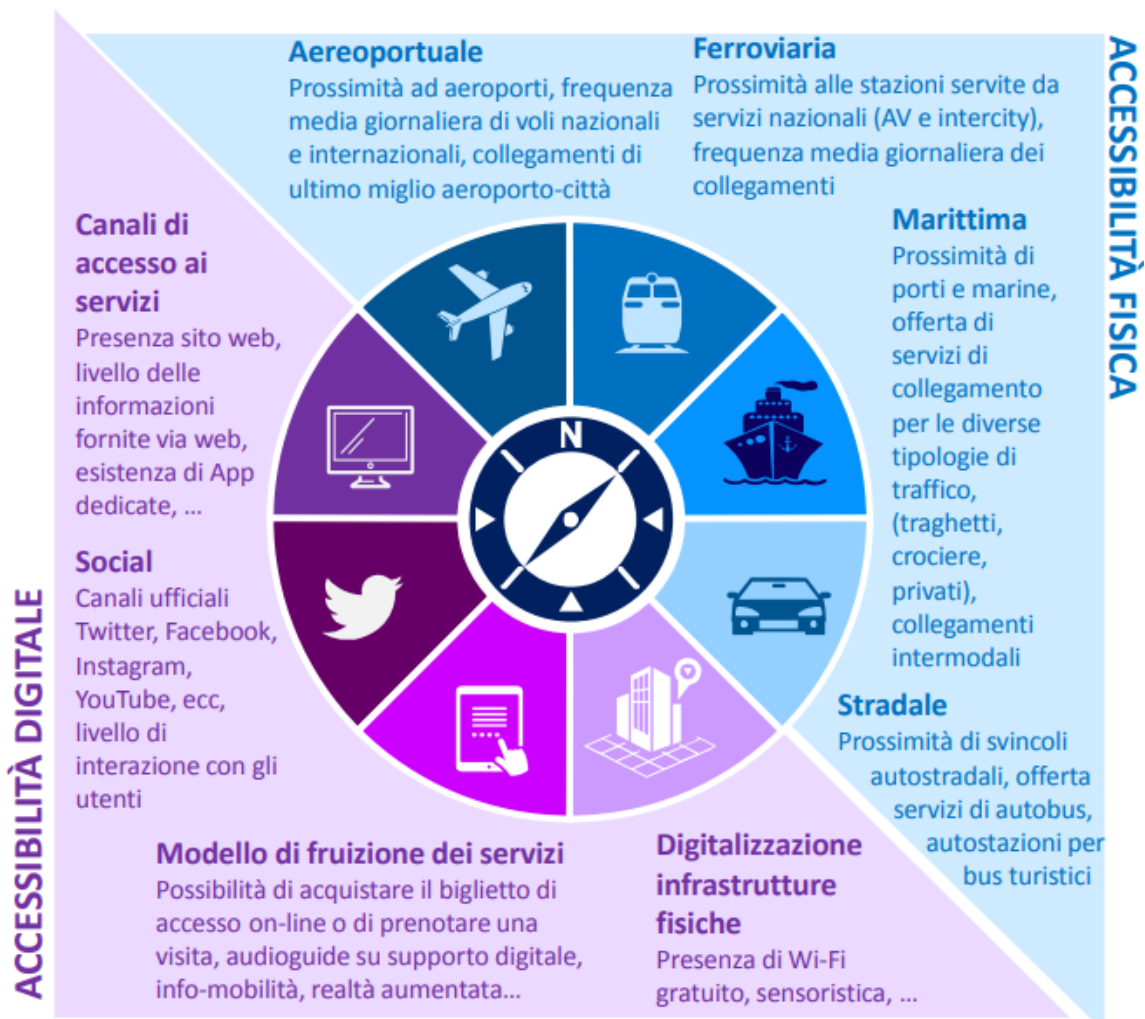 Aereoportuale
Prossimità ad aeroporti, frequenza
media giornaliera di voli nazionali
e internazionali, collegamenti di
ultimo miglio aeroporto-città
Ferroviaria
Prossimità alle stazioni servite da
servizi nazionali (AV e intercity),
frequenza media giornaliera dei
collegamenti
ACCESSIBILITÀ FISICA
Marittima
Prossimità di
porti e marine,
offerta di
servizi di
collegamento
per le diverse
tipologie di
traffico,
(traghetti,
crociere,
privati),
collegamenti
intermodali
Stradale
Prossimità di svincoli
autostradali, offerta
servizi di autobus,
autostazioni per
bus turistici
Canali di
accesso ai
servizi
Presenza sito web,
livello delle
informazioni
fornite via web,
esistenza di App
dedicate, ...
Social
Canali ufficiali
Twitter, Facebook,
Instagram,
YouTube, ecc,
livello di
interazione con gli
utenti
ACCESSIBILITÀ DIGITALE
N
Modello di fruizione dei servizi
Possibilità di acquistare il biglietto di
accesso on-line o di prenotare una
visita, audioguide su supporto digitale,
info-mobilità, realtà aumentata...
Digitalizzazione
infrastrutture
fisiche
Presenza di Wi-Fi
gratuito, sensoristica, ...